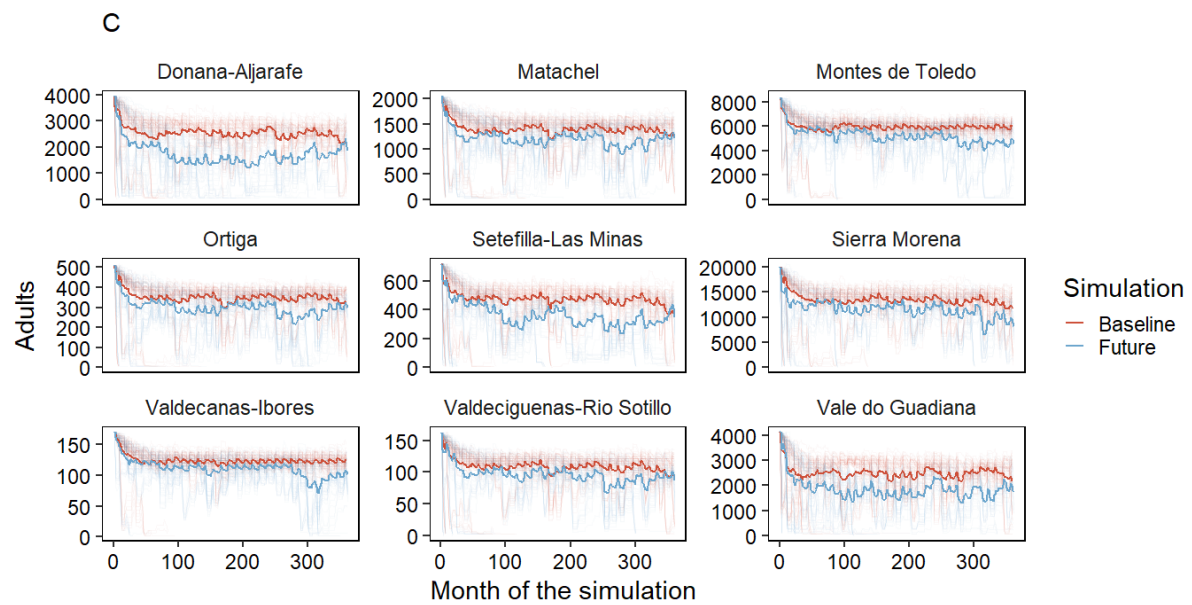 C
Donana-Aljarafe
Matachel
Montes de Toledo
4000
3000
2000
1000
0
2000
1500
1000
500
0
8000
6000
4000
2000
0
Ortiga
Setefilla-Las Minas
Sierra Morena
500
400
300
200
100
0
600
400
200
0
20000
15000
10000
5000
0
Valdecanas-Ibores
Valdeciguenas-Rio Sotillo
Vale do Guadiana
150
100
50
0
150
100
50
0
4000
3000
2000
1000
0
0 100 200 300
0 100 200 300
0 100 200 300
Adults
Month of the simulation
Simulation
Baseline
Future